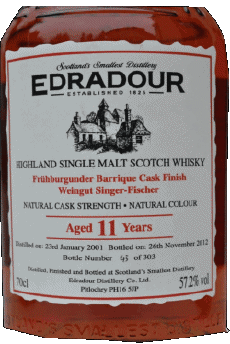 Scotland's Smallest Distillery
EDRADOUR
ESTABLISHED 1825
HIGHLAND SINGLE MALT SCOTCH WHISKY
Frühburgunder Barrique Cask Finish
Weingut Singer-Fischer
NATURAL CASK STRENGTH • NATURAL COLOUR
Aged 11 Years
Distilled on: 23rd January 2001 Bottled on: 26th November 2012
Bottle Number of 303
Distilled, Finished and Bottled at Scotland's Smallest Distillery
70cl Edradour Distillery Co. Ltd. 57.2% vol
Pitlochry PH16 5JP